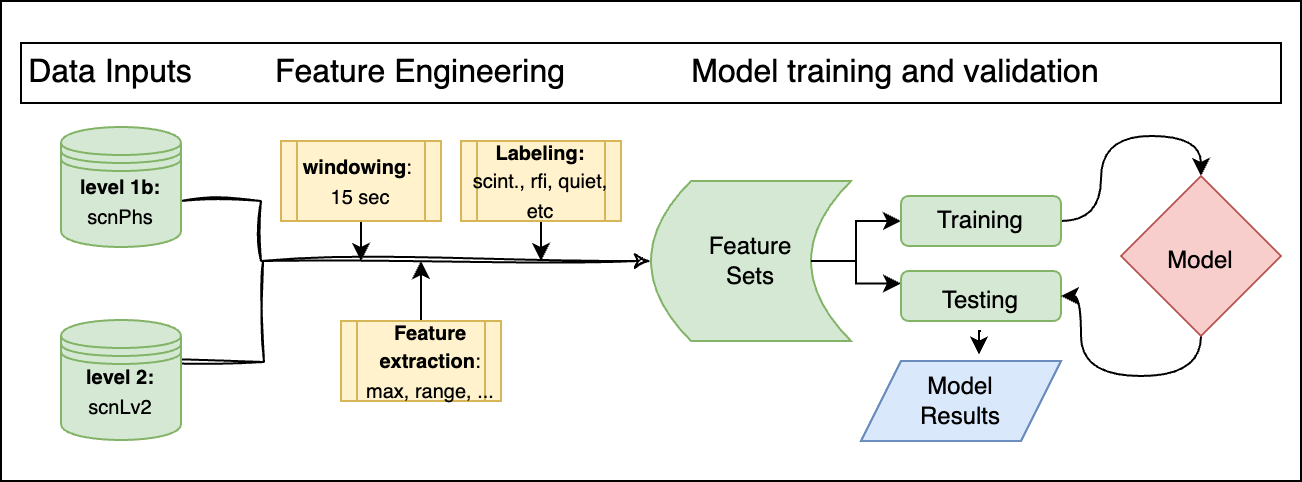 Data Inputs
Feature Engineering
Model training and validation
level 1b:
scnPhs
level 2:
scnLv2
windowing:
15 sec
Labeling:
scint., rfi, quiet,
etc
Feature
extraction:
max, range, ...
Feature
Sets
Training
Testing
Model
Model
Results